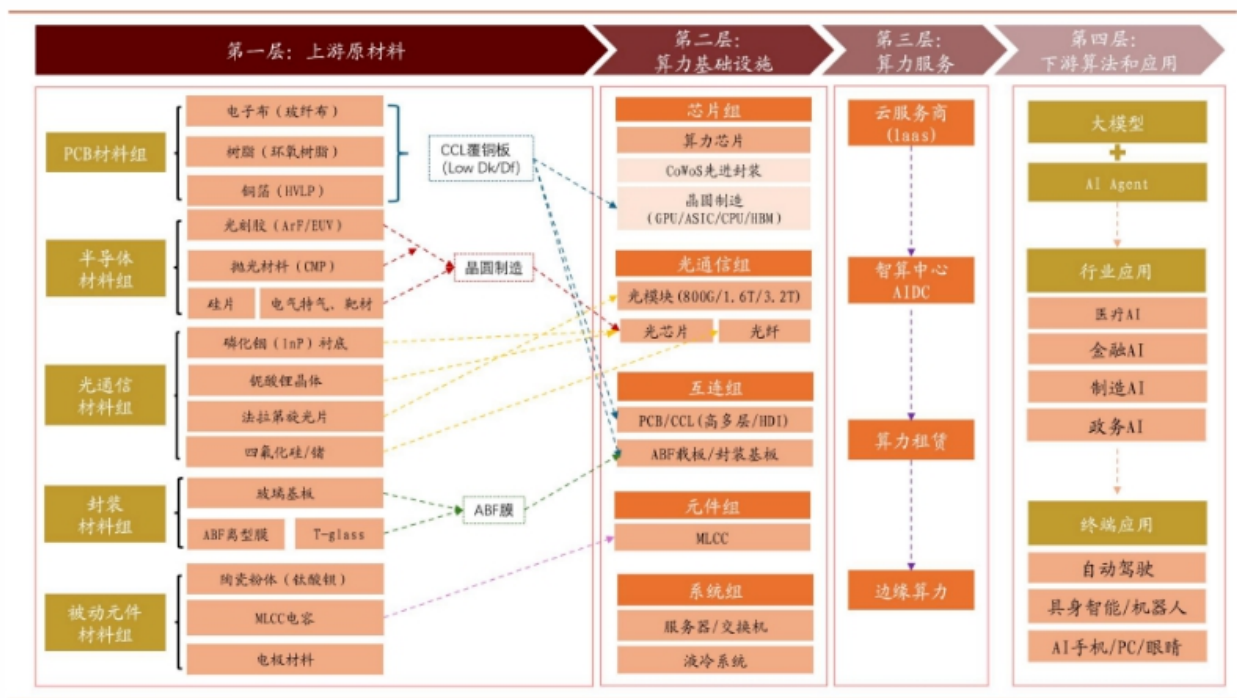 第一层：上游原材料
第二层：
算力基础设施
第三层：
算力服务
第四层：
下游算法和应用
PCB材料组
电子布（玻纤布）
树脂（环氧树脂）
铜箔（HVLP）
CCL覆铜板
（Low Dk/Df）
半导体
材料组
光刻胶（ArF/EUV）
抛光材料（CMP）
硅片
电气特气、靶材
晶圆制造
光通信
材料组
磷化铟（InP）衬底
铌酸锂晶体
法拉第旋光片
四氯化硅/锗
封装
材料组
玻璃基板
ABF离型膜
T-glass
ABF膜
被动元件
材料组
陶瓷粉体（钛酸钡）
MLCC电容
电极材料
芯片组
算力芯片
CoWoS先进封装
晶圆制造
（GPU/ASIC/CPU/HBM）
光通信组
光模块(800G/1.6T/3.2T)
光芯片
光纤
互连组
PCB/CCL(高多层/HDI)
ABF载板/封装基板
元件组
MLCC
系统组
服务器/交换机
液冷系统
云服务商
(Iaas)
智算中心
AIDC
算力租赁
边缘算力
大模型
+
AI Agent
行业应用
医疗AI
金融AI
制造AI
政务AI
终端应用
自动驾驶
具身智能/机器人
AI手机/PC/眼睛